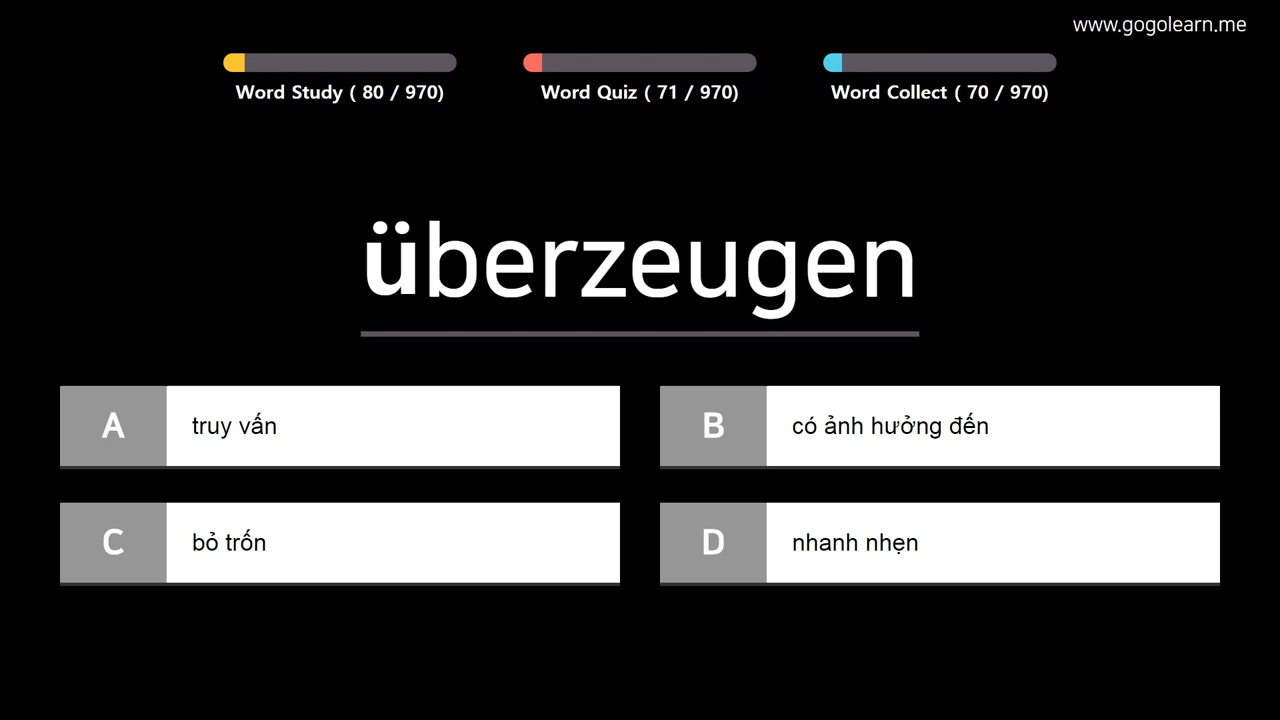 www.gogolearn.me
Word Study ( 80 / 970)
Word Quiz ( 71 / 970)
Word Collect ( 70 / 970)
überzeugen
A truy vấn
B có ảnh hưởng đến
C bỏ trốn
D nhanh nhẹn